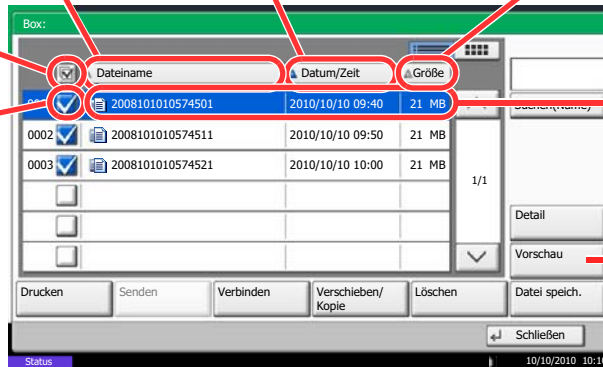 Box:
Dateiname Datum/Zeit Größe
2008101010574501 2010/10/10 09:40 21 MB
Suchen(Name)
0002 2008101010574511 2010/10/10 09:50 21 MB
0003 2008101010574521 2010/10/10 10:00 21 MB
1/1
Detail
Vorschau
Drucken Senden Verbinden Verschieben/ Löschen Datei speich.
Kopie
Schließen
Status 10/10/2010 10:10